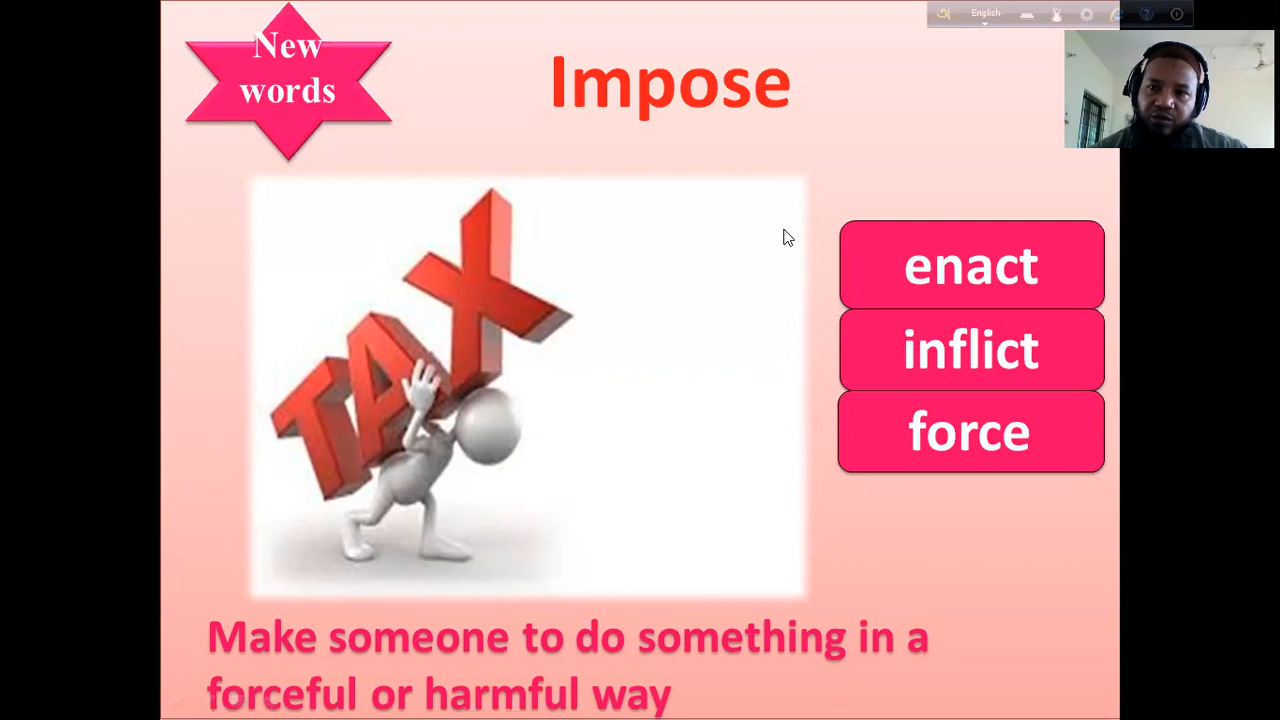 অ English
New
words
Impose
TAX
enact
inflict
force
Make someone to do something in a
forceful or harmful way